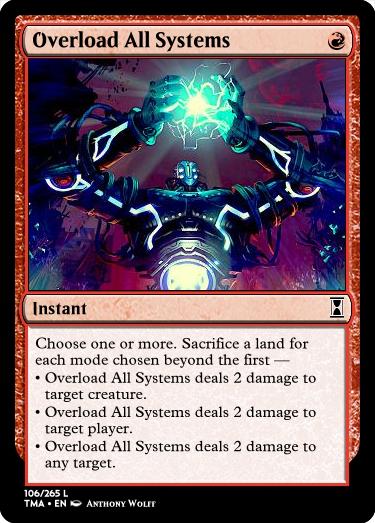 Overload All Systems
Instant
Choose one or more. Sacrifice a land for
each mode chosen beyond the first —
• Overload All Systems deals 2 damage to
target creature.
• Overload All Systems deals 2 damage to
target player.
• Overload All Systems deals 2 damage to
any target.
106/265 L
TMA • EN Anthony Wolff